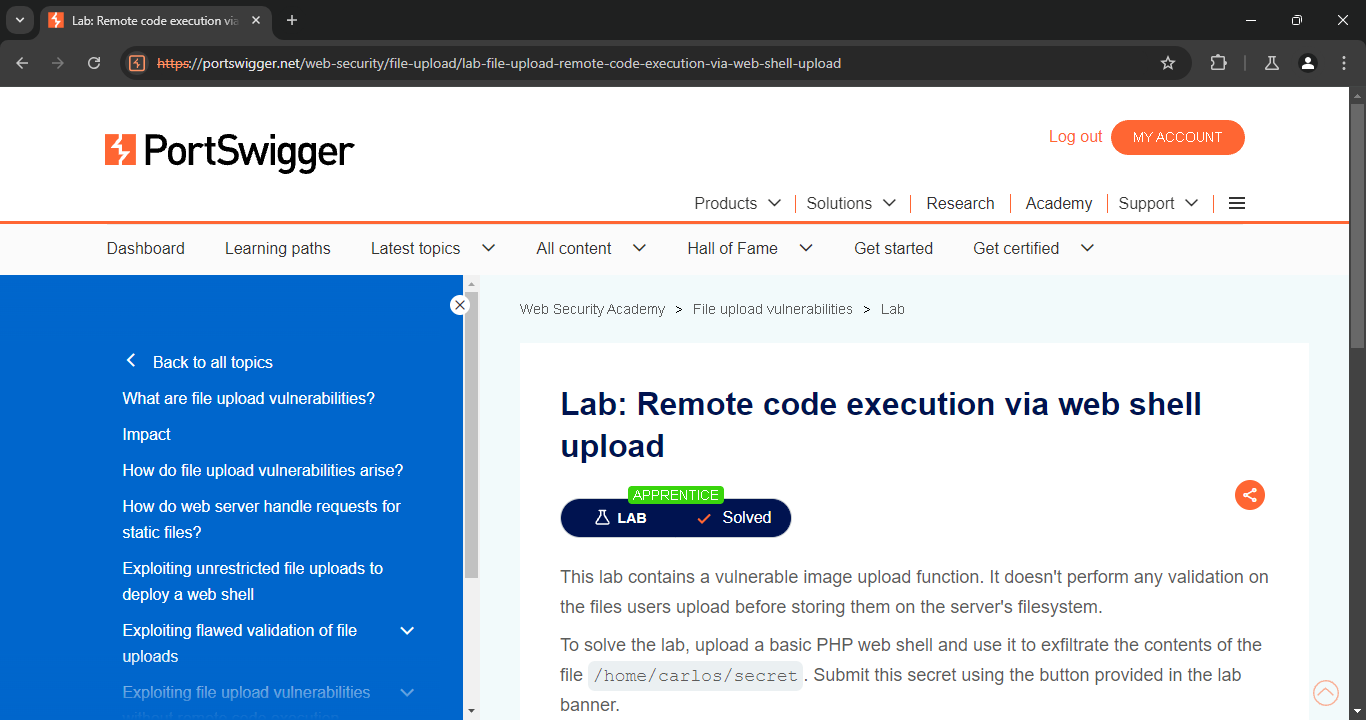 Lab: Remote code execution via
https://portswigger.net/web-security/file-upload/lab-file-upload-remote-code-execution-via-web-shell-upload
PortSwigger
Log out
MY ACCOUNT
Products
Solutions
Research
Academy
Support
Dashboard
Learning paths
Latest topics
All content
Hall of Fame
Get started
Get certified
Back to all topics
What are file upload vulnerabilities?
Impact
How do file upload vulnerabilities arise?
How do web server handle requests for
static files?
Exploiting unrestricted file uploads to
deploy a web shell
Exploiting flawed validation of file
uploads
Exploiting file upload vulnerabilities
without remote code execution
Web Security Academy > File upload vulnerabilities > Lab
Lab: Remote code execution via web shell
upload
APPRENTICE
LAB
Solved
This lab contains a vulnerable image upload function. It doesn't perform any validation on
the files users upload before storing them on the server's filesystem.
To solve the lab, upload a basic PHP web shell and use it to exfiltrate the contents of the
file /home/carlos/secret. Submit this secret using the button provided in the lab
banner.